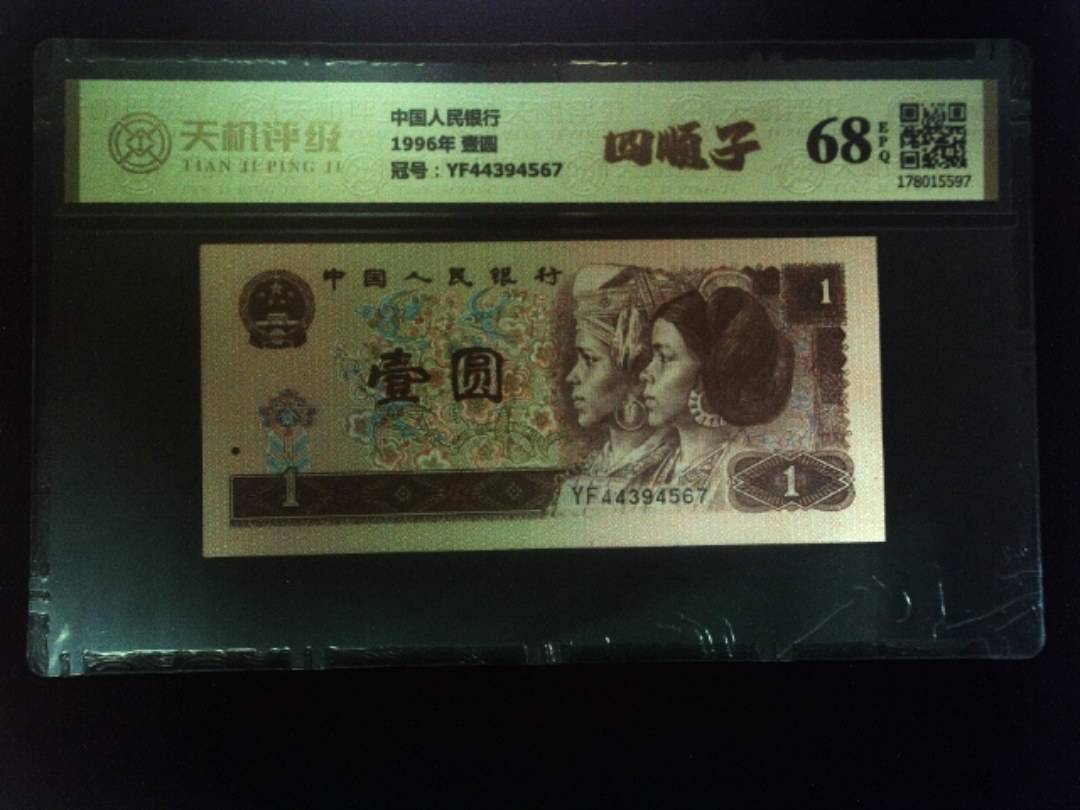 天机评级
TIAN JI PING JI
中国人民银行
1996年 壹圆
冠号：YF44394567
四顺子
68
EPQ
178015597
中国人民银行
1
壹圆
1
YF44394567
1